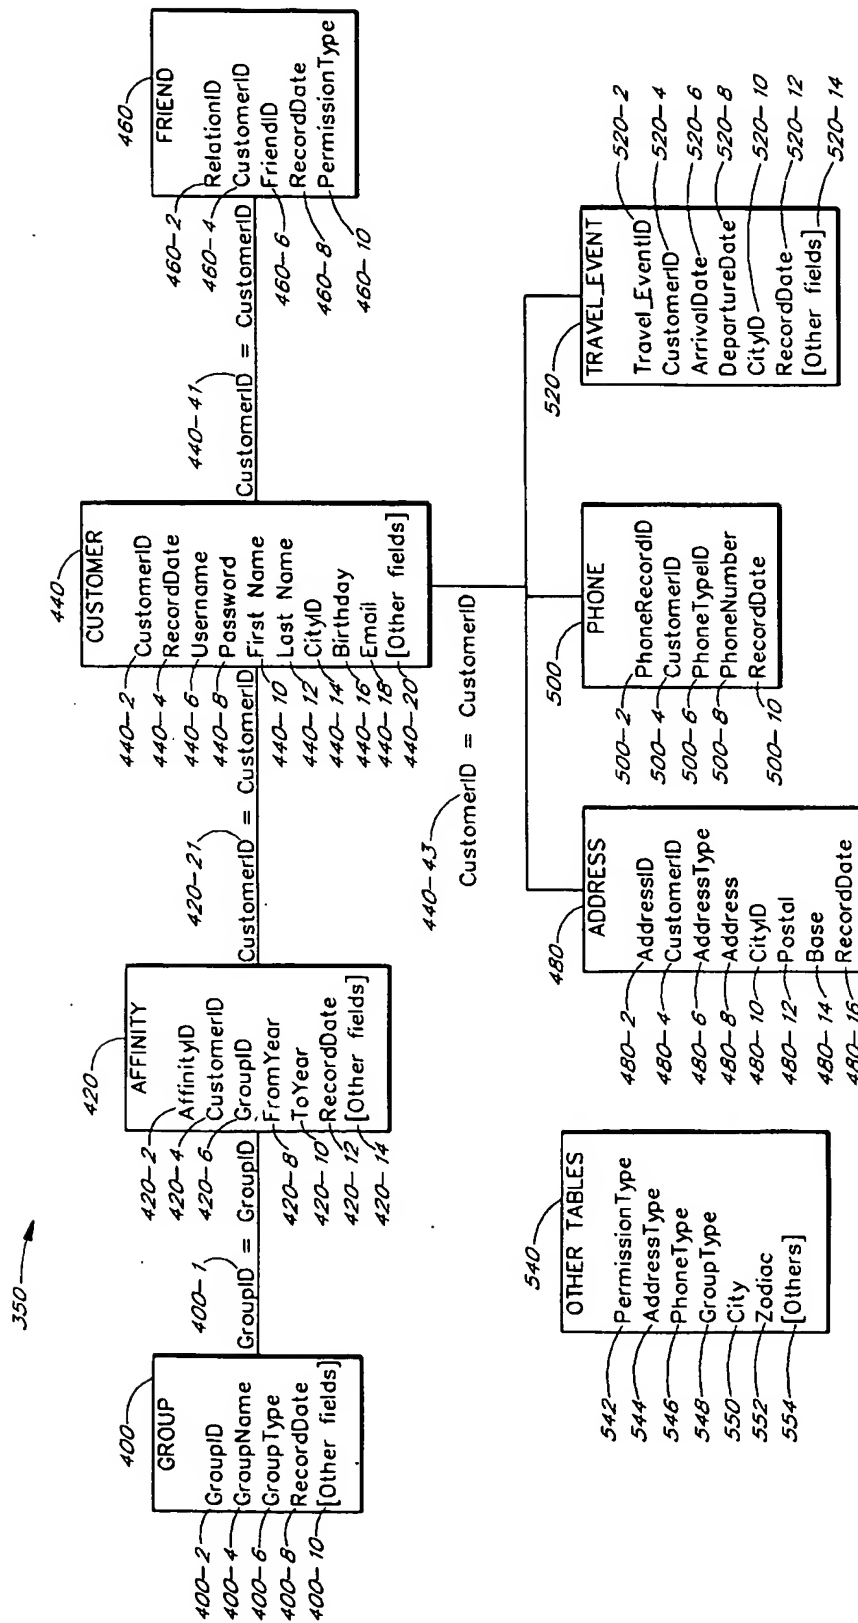 350
400
GROUP
400-2 GroupID
400-4 GroupName
400-6 GroupType
400-8 RecordDate
400-10 [Other fields]
400-1
GroupID = GroupID
420
AFFINITY
420-2 AffinityID
420-4 CustomerID
420-6 GroupID
420-8 FromYear
420-10 ToYear
420-12 RecordDate
420-14 [Other fields]
420-21
CustomerID = CustomerID
440
CUSTOMER
440-2 CustomerID
440-4 RecordDate
440-6 Username
440-8 Password
440-10 First Name
440-12 Last Name
440-14 CityID
440-16 Birthday
440-18 Email
440-20 [Other fields]
440-41
CustomerID = CustomerID
460
FRIEND
460-2 RelationID
460-4 CustomerID
460-6 FriendID
460-8 RecordDate
460-10 PermissionType
440-43
CustomerID = CustomerID
540
OTHER TABLES
542 PermissionType
544 AddressType
546 PhoneType
548 GroupType
550 City
552 Zodiac
554 [Others]
480
ADDRESS
480-2 AddressID
480-4 CustomerID
480-6 AddressType
480-8 Address
480-10 CityID
480-12 Postal
480-14 Base
480-16 RecordDate
500
PHONE
500-2 PhoneRecordID
500-4 CustomerID
500-6 PhoneTypeID
500-8 PhoneNumber
500-10 RecordDate
520
TRAVEL_EVENT
Travel_EventID 520-2
CustomerID 520-4
ArrivalDate 520-6
DepartureDate 520-8
CityID 520-10
RecordDate 520-12
[Other fields] 520-14